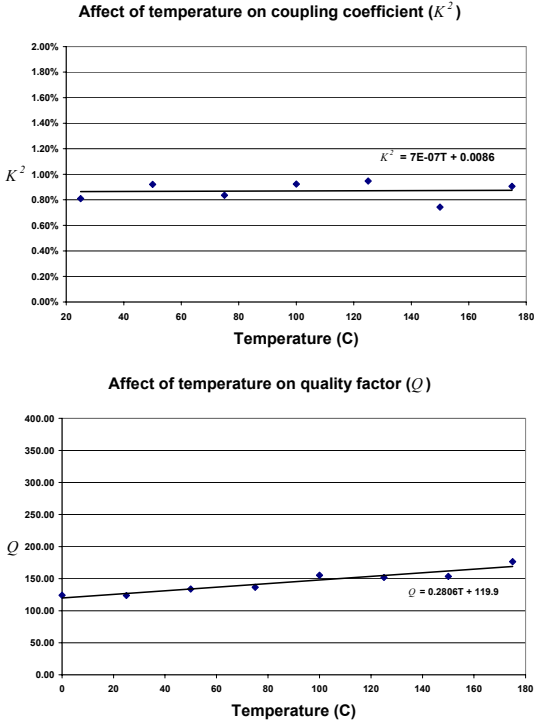 Affect of temperature on coupling coefficient (K²)
2.00%
1.80%
1.60%
1.40%
1.20%
1.00%
0.80%
0.60%
0.40%
0.20%
0.00%
K²
K² = 7E-07T + 0.0086
20 40 60 80 100 120 140 160 180
Temperature (C)
Affect of temperature on quality factor (Q)
400.00
350.00
300.00
250.00
200.00
150.00
100.00
50.00
0.00
Q
Q = 0.2806T + 119.9
0 20 40 60 80 100 120 140 160 180
Temperature (C)